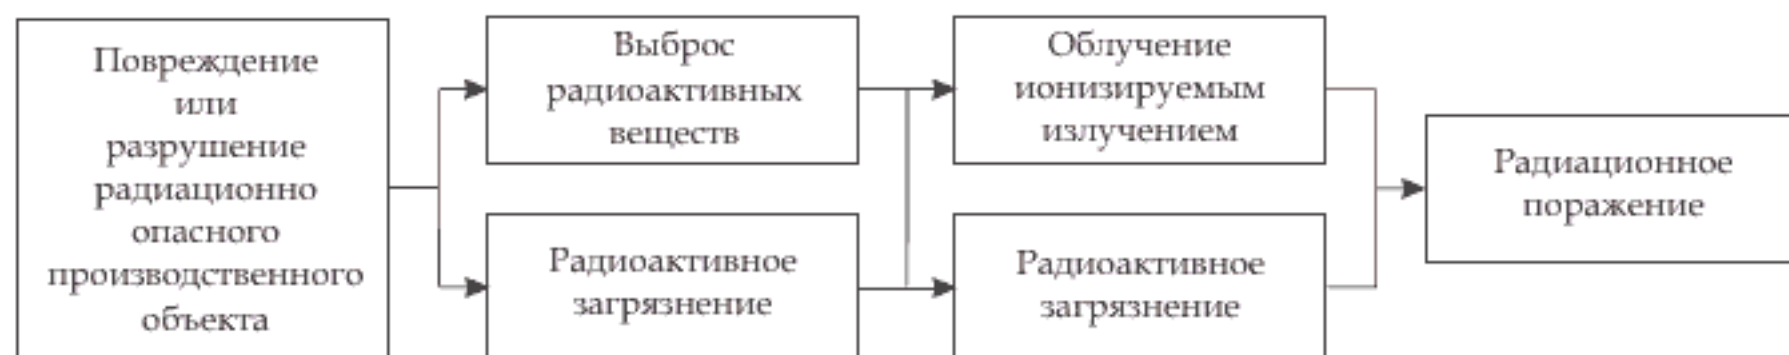 Повреждение
или
разрушение
радиационно
опасного
производственного
объекта
Выброс
радиоактивных
веществ
Радиоактивное
загрязнение
Облучение
ионизируемым
излучением
Радиоактивное
загрязнение
Радиационное
поражение